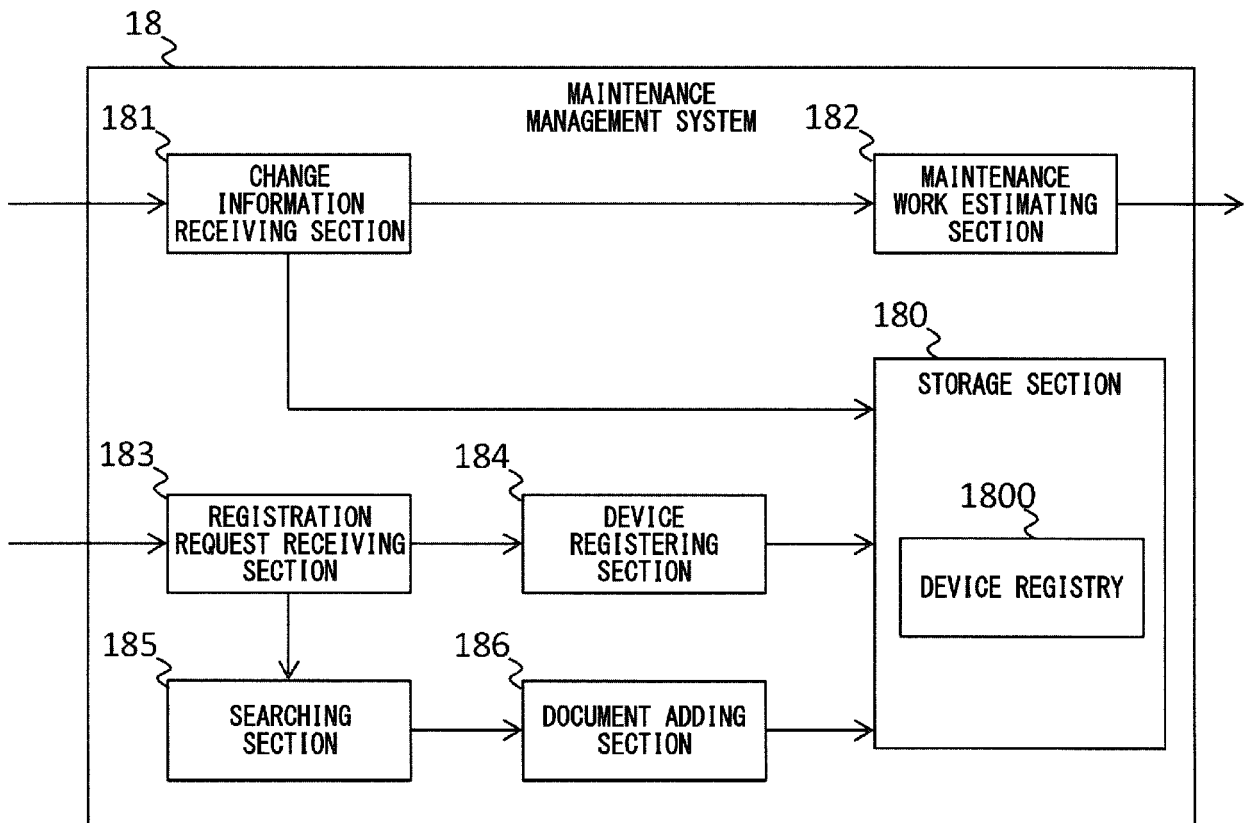 18
MAINTENANCE
MANAGEMENT SYSTEM
181
CHANGE
INFORMATION
RECEIVING SECTION
182
MAINTENANCE
WORK ESTIMATING
SECTION
180
STORAGE SECTION
183
REGISTRATION
REQUEST RECEIVING
SECTION
184
DEVICE
REGISTERING
SECTION
1800
DEVICE REGISTRY
185
SEARCHING
SECTION
186
DOCUMENT ADDING
SECTION